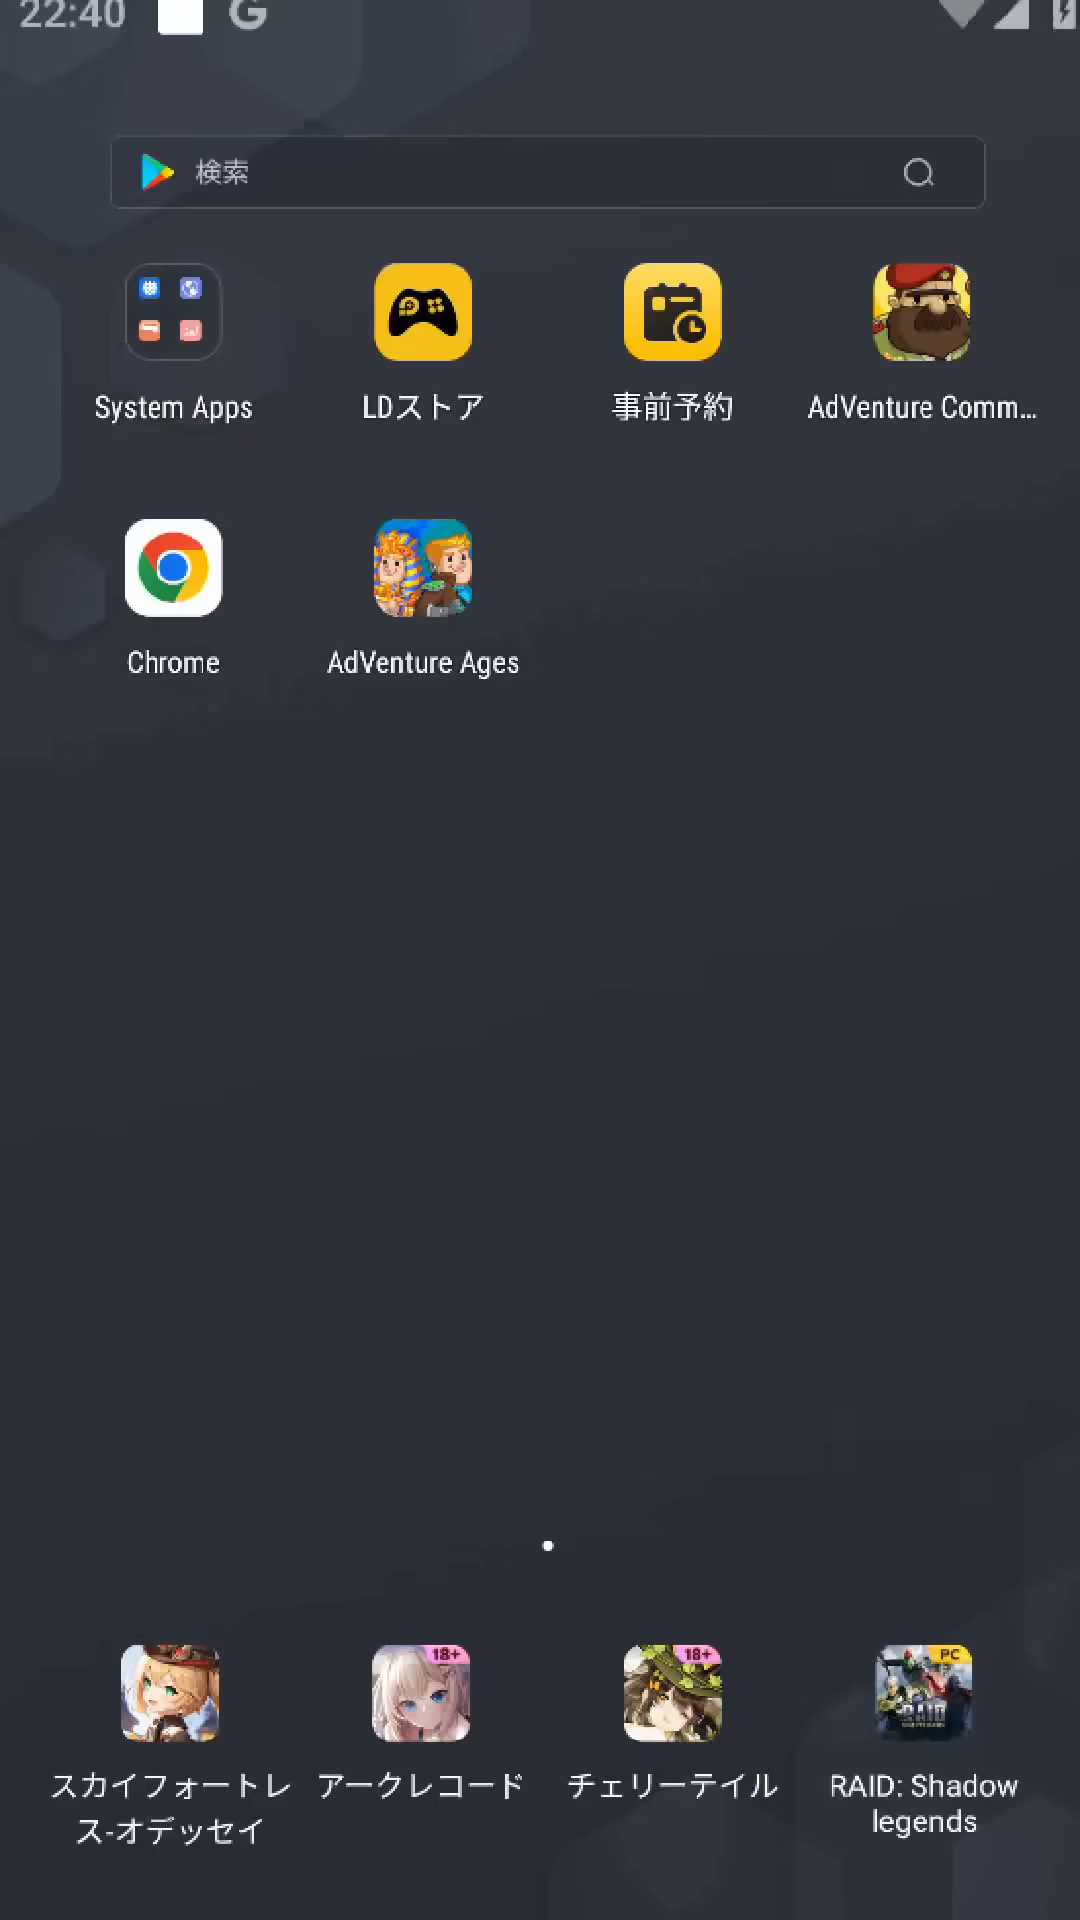 22:40
G
検索
System Apps
LDストア
事前予約
AdVenture Comm...
Chrome
AdVenture Ages
18+
18+
PC
RAID
スカイフォートレ
ス-オデッセイ
アークレコード
チェリーテイル
RAID: Shadow
legends